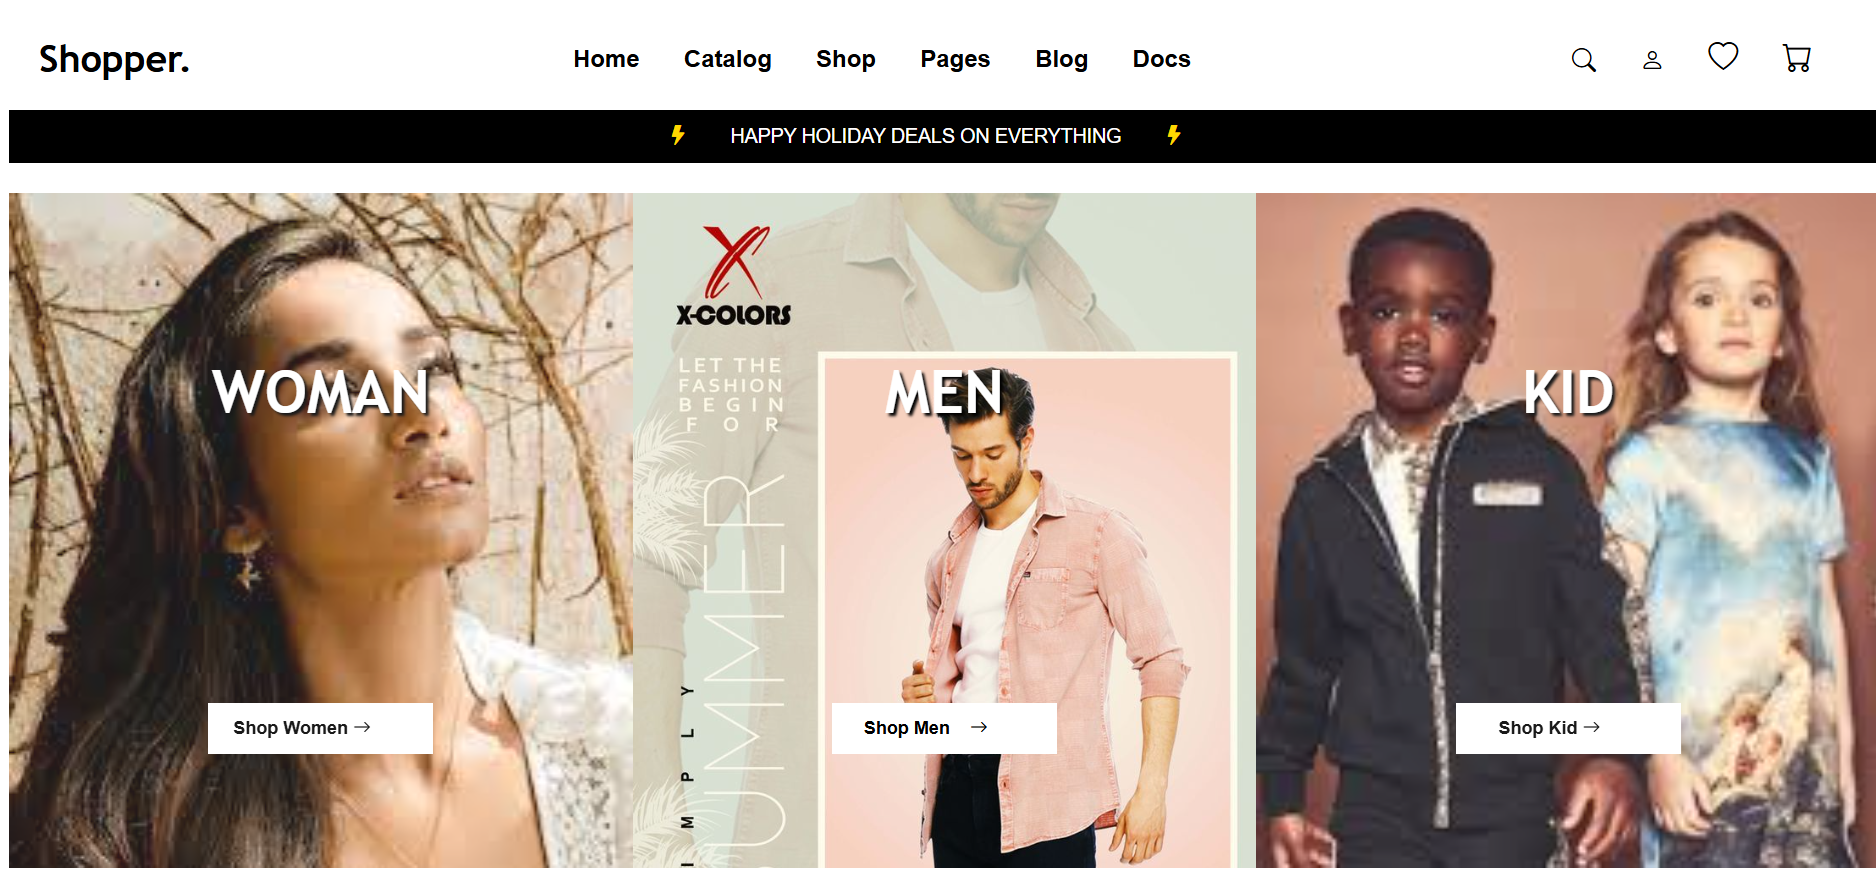 Shopper.
Home Catalog Shop Pages Blog Docs
HAPPY HOLIDAY DEALS ON EVERYTHING
WOMAN
Shop Women
X-COLORS
LET THE
FASHION
BEGIN
FOR
SUMMER
IMPLY
MEN
Shop Men
KID
Shop Kid